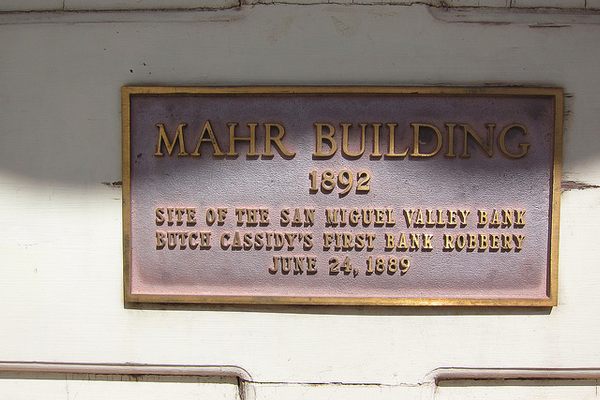 MAHR BUILDING
1892
SITE OF THE SAN MIGUEL VALLEY BANK
BUTCH CASSIDY'S FIRST BANK ROBBERY
JUNE 24, 1889